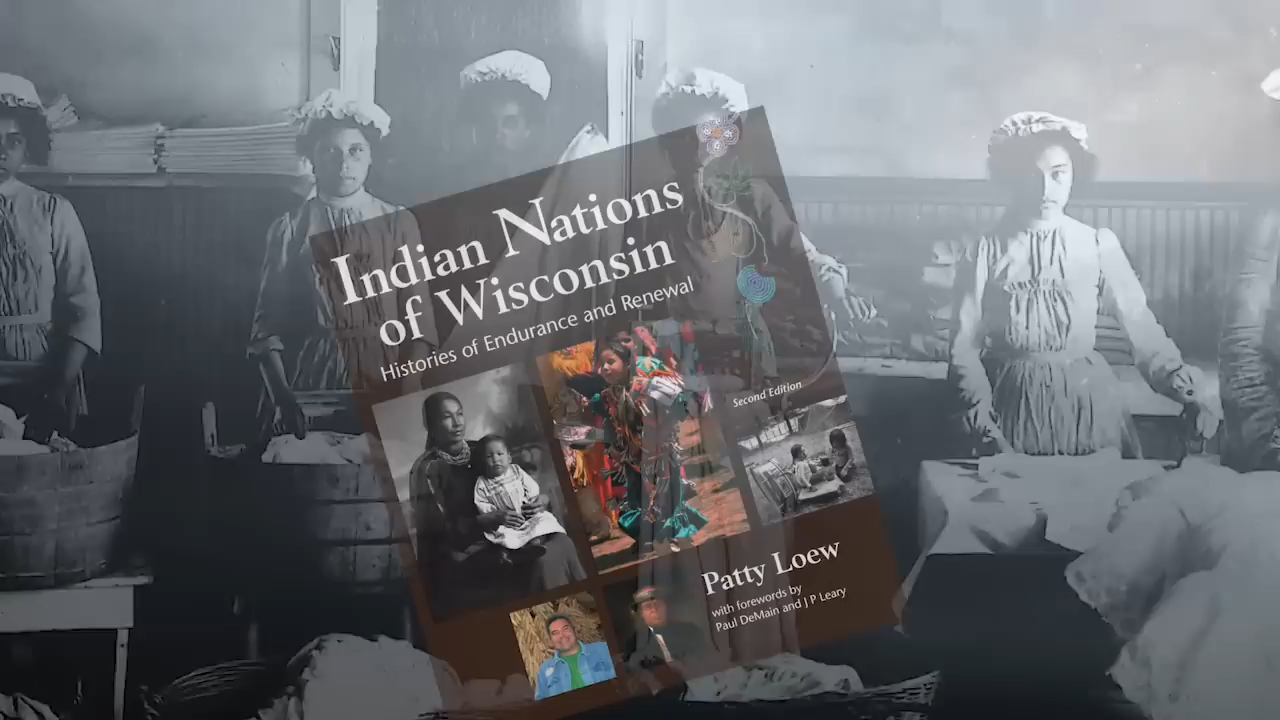 Indian Nations
of Wisconsin
Histories of Endurance and Renewal
Second Edition
Patty Loew
with forewords by
Paul DeMain and J P Leary